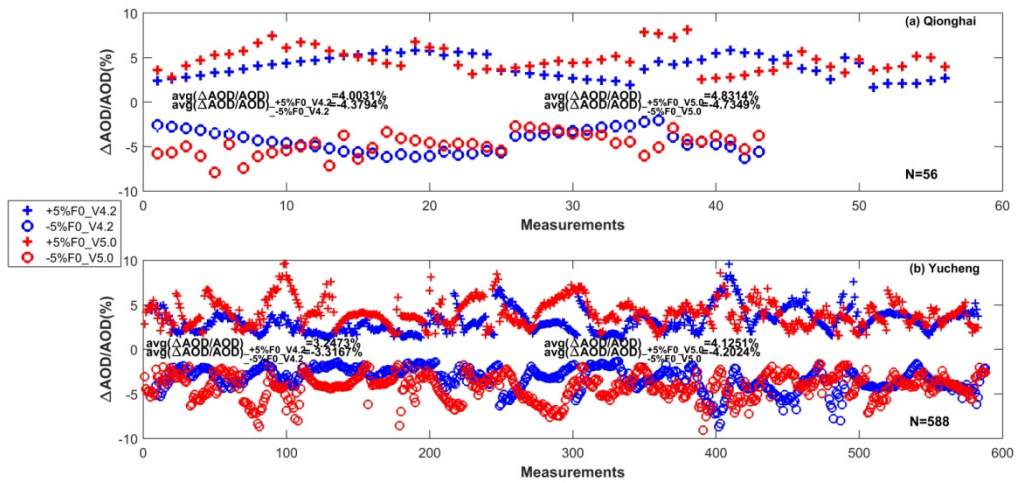 10
5
0
-5
-10
ΔAOD/AOD(%)
(a) Qionghai
avg(ΔAOD/AOD)_+5%F0_V4.2=4.0031%
avg(ΔAOD/AOD)_-5%F0_V4.2=-4.3794%
avg(ΔAOD/AOD)_+5%F0_V5.0=4.8314%
avg(ΔAOD/AOD)_-5%F0_V5.0=-4.7349%
N=56
0 10 20 30 40 50 60
Measurements
+5%F0_V4.2
-5%F0_V4.2
+5%F0_V5.0
-5%F0_V5.0
10
5
0
-5
-10
ΔAOD/AOD(%)
(b) Yucheng
avg(ΔAOD/AOD)_+5%F0_V4.2=3.2473%
avg(ΔAOD/AOD)_-5%F0_V4.2=-3.3167%
avg(ΔAOD/AOD)_+5%F0_V5.0=4.1251%
avg(ΔAOD/AOD)_-5%F0_V5.0=-4.2024%
N=588
0 100 200 300 400 500 600
Measurements